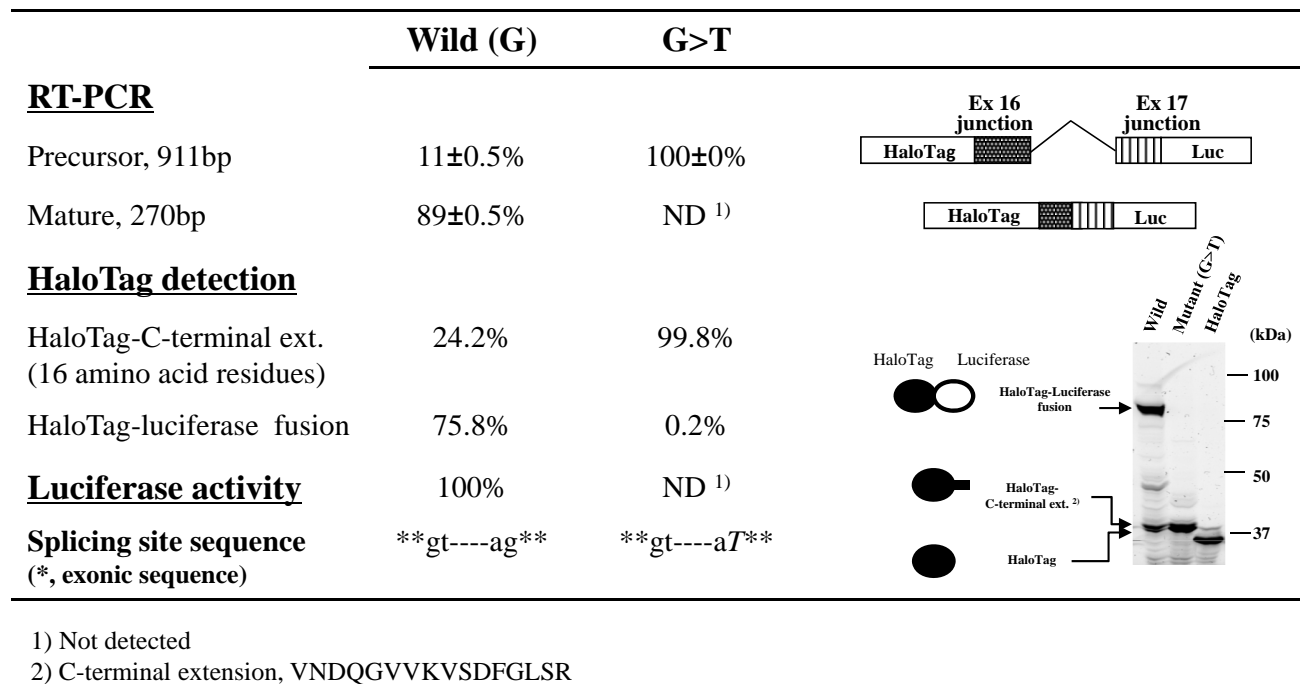 Wild (G) G>T
RT-PCR
Precursor, 911bp 11±0.5% 100±0%
Mature, 270bp 89±0.5% ND 1)
Ex 16 junction
Ex 17 junction
HaloTag Luc
HaloTag Luc
HaloTag detection
HaloTag-C-terminal ext. 24.2% 99.8%
(16 amino acid residues)
HaloTag-luciferase fusion 75.8% 0.2%
Luciferase activity 100% ND 1)
Splicing site sequence **gt----ag** **gt----aT**
(*, exonic sequence)
Wild
Mutant (G>T)
HaloTag
(kDa)
HaloTag Luciferase
HaloTag-Luciferase
fusion
HaloTag-
C-terminal ext. 2)
HaloTag
100
75
50
37
1) Not detected
2) C-terminal extension, VNDQGVVKVSDFGLSR